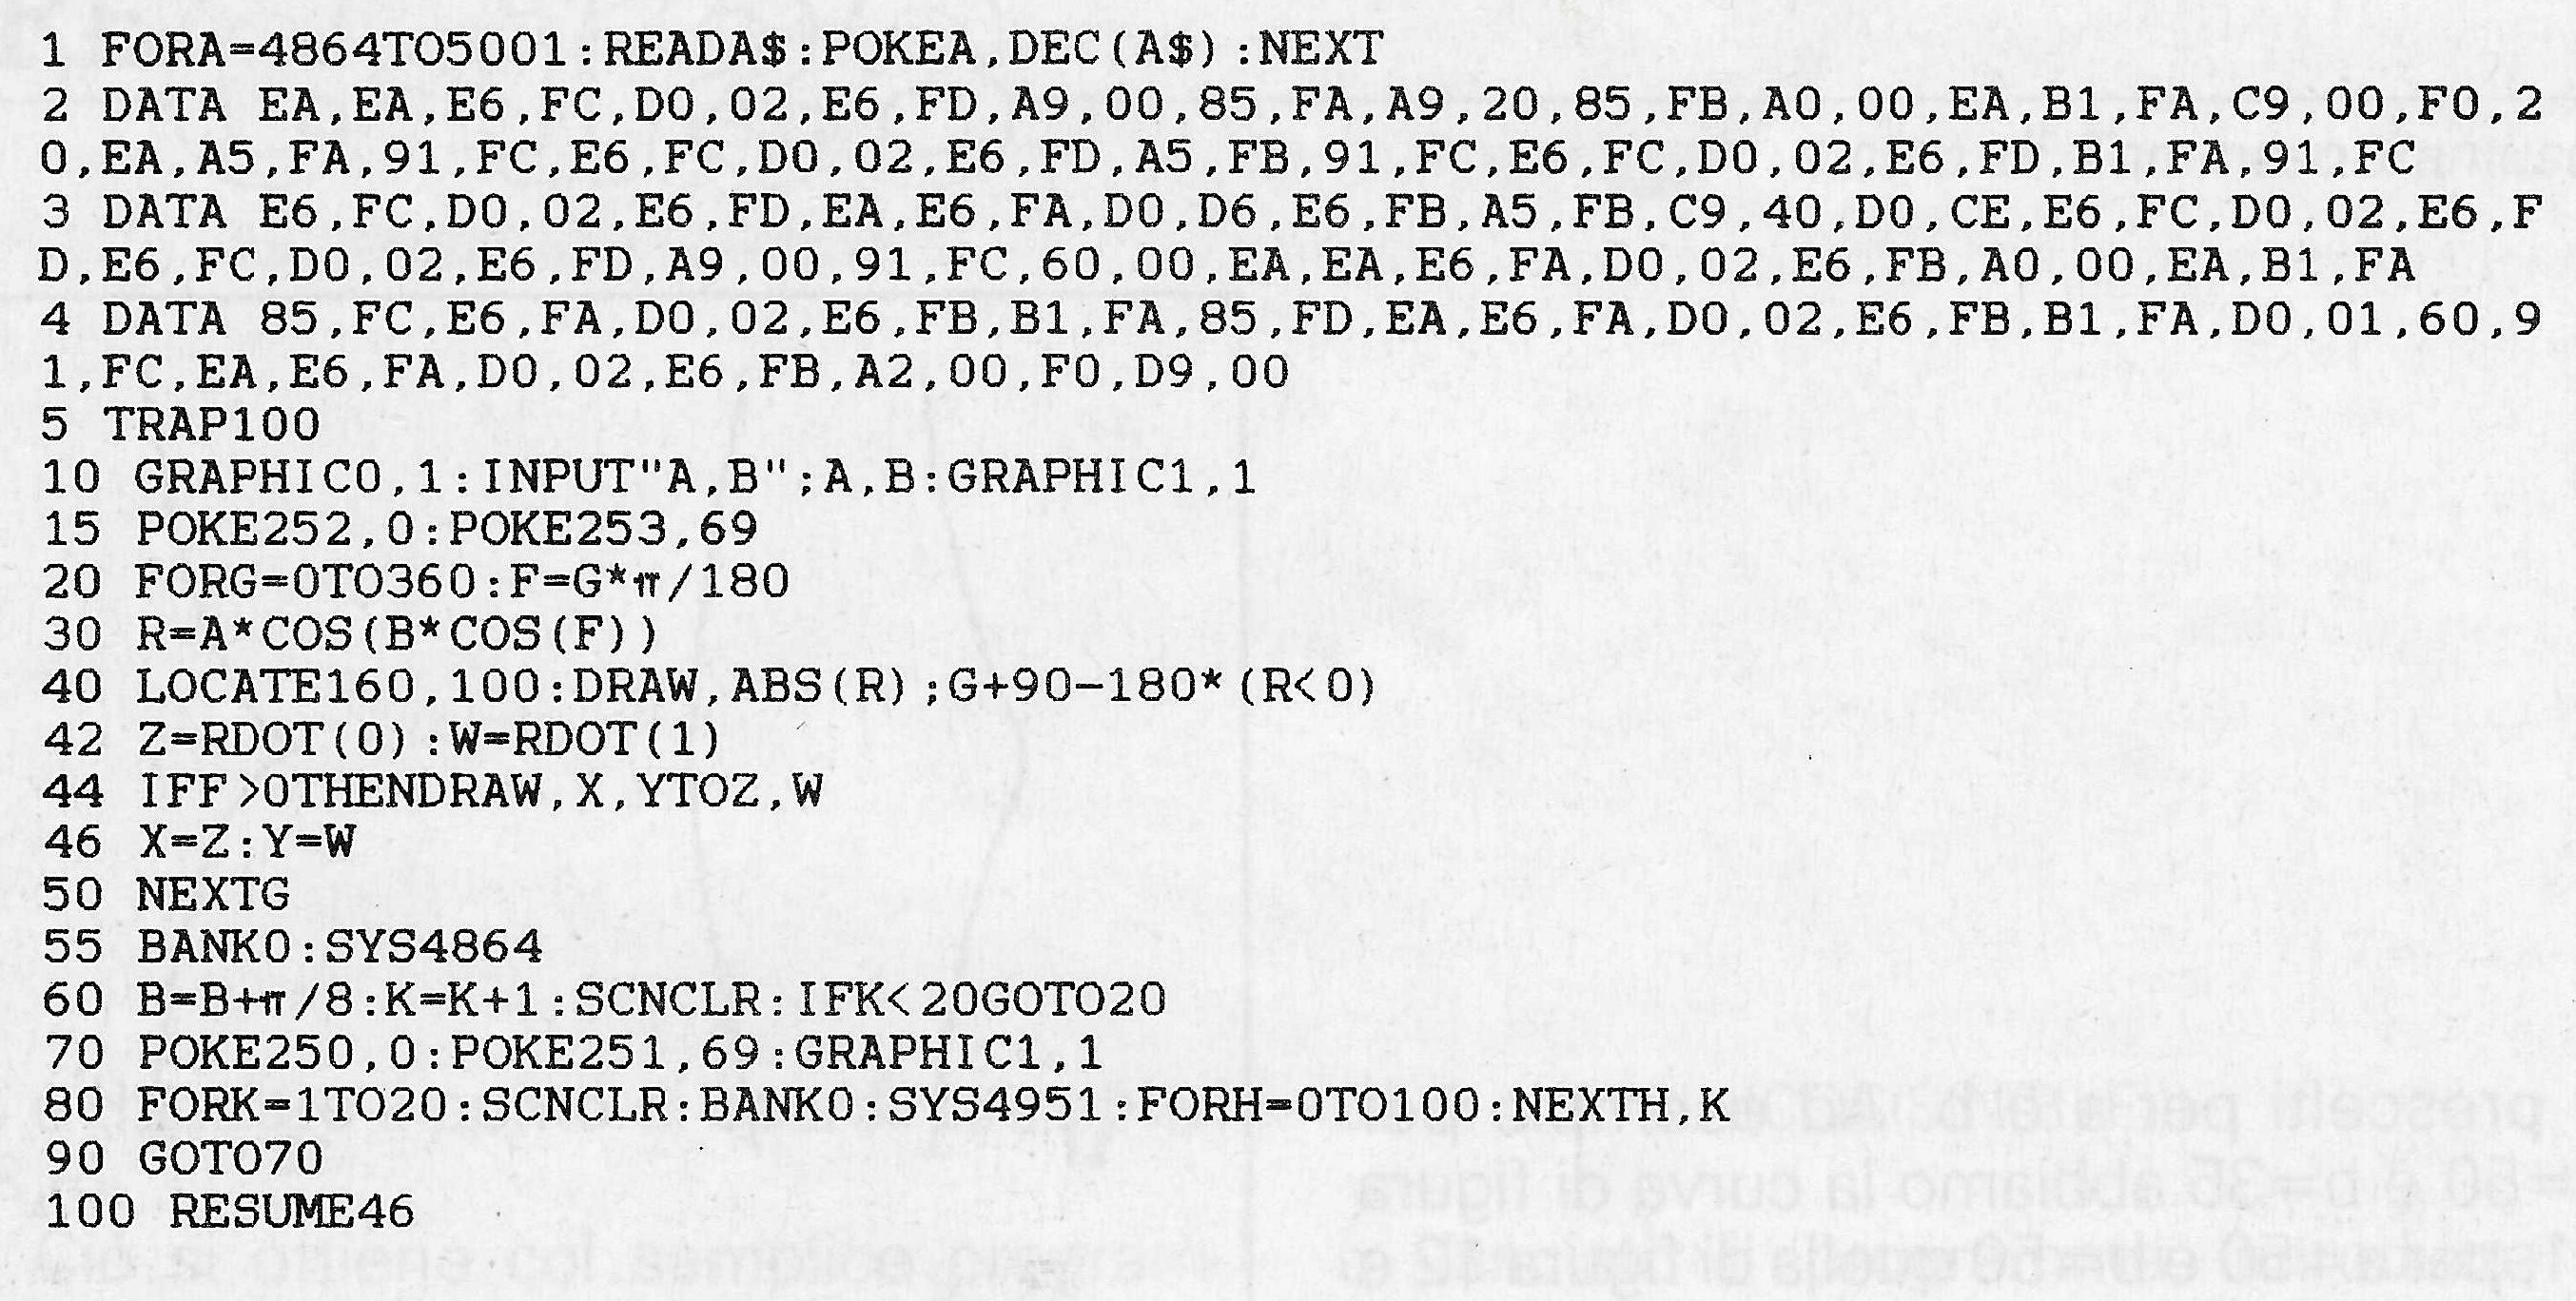 1 FORA=4864TO5001:READA$:POKEA,DEC(A$):NEXT
2 DATA EA,EA,E6,FC,D0,02,E6,FD,A9,00,85,FA,A9,20,85,FB,A0,00,EA,B1,FA,C9,00,F0,2
0,EA,A5,FA,91,FC,E6,FC,D0,02,E6,FD,A5,FB,91,FC,E6,FC,D0,02,E6,FD,B1,FA,91,FC
3 DATA E6,FC,D0,02,E6,FD,EA,E6,FA,D0,D6,E6,FB,A5,FB,C9,40,D0,CE,E6,FC,D0,02,E6,F
D,E6,FC,D0,02,E6,FD,A9,00,91,FC,60,00,EA,EA,E6,FA,D0,02,E6,FB,A0,00,EA,B1,FA
4 DATA 85,FC,E6,FA,D0,02,E6,FB,B1,FA,85,FD,EA,E6,FA,D0,02,E6,FB,B1,FA,D0,01,60,9
1,FC,EA,E6,FA,D0,02,E6,FB,A2,00,F0,D9,00
5 TRAP100
10 GRAPHIC0,1:INPUT"A,B";A,B:GRAPHIC1,1
15 POKE252,0:POKE253,69
20 FORG=0TO360:F=G*π/180
30 R=A*COS(B*COS(F))
40 LOCATE160,100:DRAW,ABS(R);G+90-180*(R<0)
42 Z=RDOT(0):W=RDOT(1)
44 IFF>0THENDRAW,X,YTOZ,W
46 X=Z:Y=W
50 NEXTG
55 BANK0:SYS4864
60 B=B+π/8:K=K+1:SCNCLR:IFK<20GOTO20
70 POKE250,0:POKE251,69:GRAPHIC1,1
80 FORK=1TO20:SCNCLR:BANK0:SYS4951:FORH=0TO100:NEXTH,K
90 GOTO70
100 RESUME46